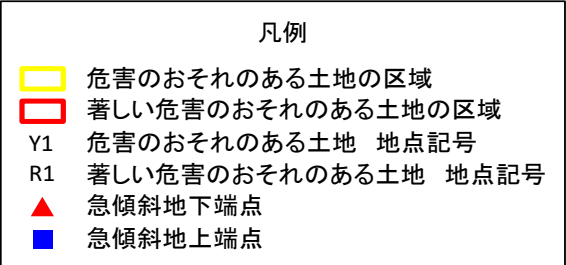 凡例
危害のおそれのある土地の区域
著しい危害のおそれのある土地の区域
Y1 危害のおそれのある土地 地点記号
R1 著しい危害のおそれのある土地 地点記号
急傾斜地下端点
急傾斜地上端点